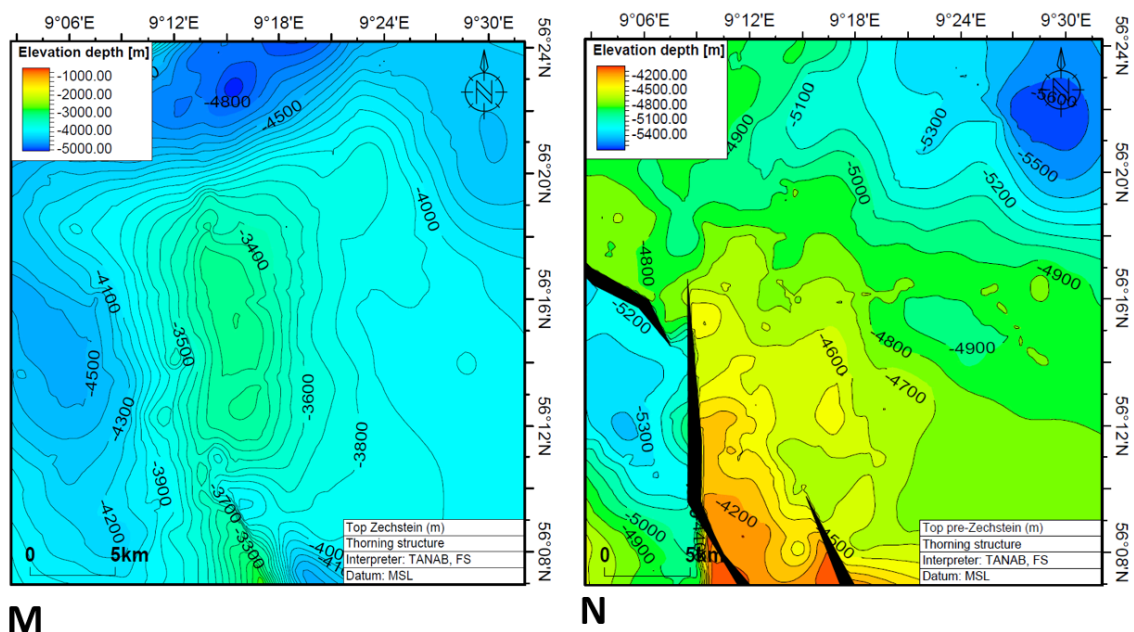 9°06'E 9°12'E 9°18'E 9°24'E 9°30'E
Elevation depth [m]
-1000.00
-2000.00
-3000.00
-4000.00
-5000.00
N
56°24'N
56°20'N
56°16'N
56°12'N
56°08'N
-4800
-4500
-4000
-3400
-4100
-3500
-4500
-4300
-3600
-3800
-3900
-3700
-4200
-3300
0 5km
Top Zechstein (m)
Thorning structure
Interpreter: TANAB, FS
Datum: MSL
M
9°06'E 9°12'E 9°18'E 9°24'E 9°30'E
Elevation depth [m]
-4200.00
-4500.00
-4800.00
-5100.00
-5400.00
N
56°24'N
56°20'N
56°16'N
56°12'N
56°08'N
-4900
-5100
-5300
-5600
-5500
-5000
-5200
-4800
-4900
-5200
-4600
-4800
-4900
-4700
-5300
-4200
-5000
-4900
-4500
0 5km
Top pre-Zechstein (m)
Thorning structure
Interpreter: TANAB, FS
Datum: MSL
N